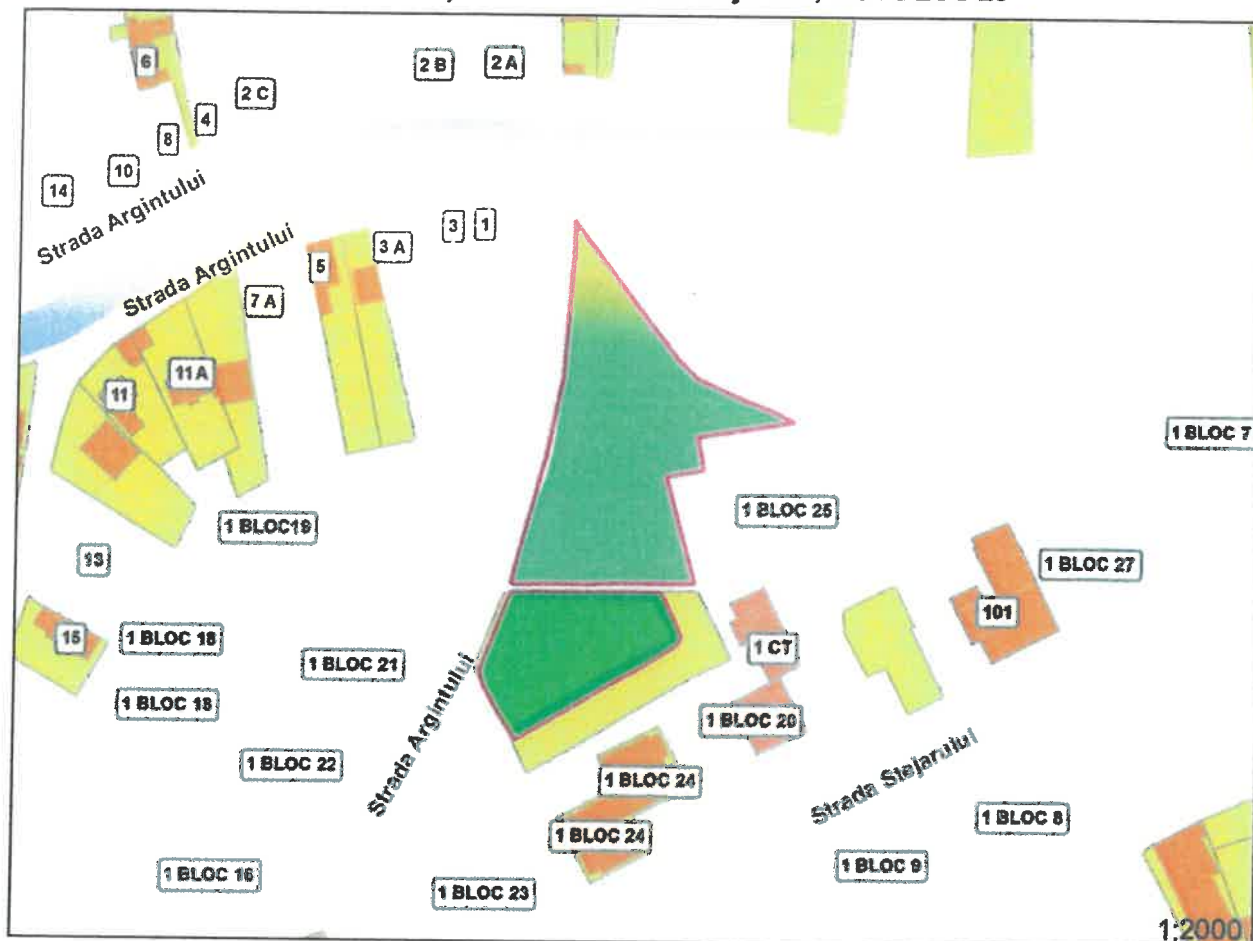 6
2 B
2 A
2 C
4
8
10
14
Strada Argintului
3
1
3 A
Strada Argintului
5
7 A
11 A
11
1 BLOC 7
1 BLOC 25
1 BLOC19
13
1 BLOC 27
101
15
1 BLOC 18
1 CT
1 BLOC 21
1 BLOC 18
1 BLOC 20
Strada Argintului
1 BLOC 22
1 BLOC 24
Strada Stejarului
1 BLOC 8
1 BLOC 24
1 BLOC 9
1 BLOC 16
1 BLOC 23
1:2000